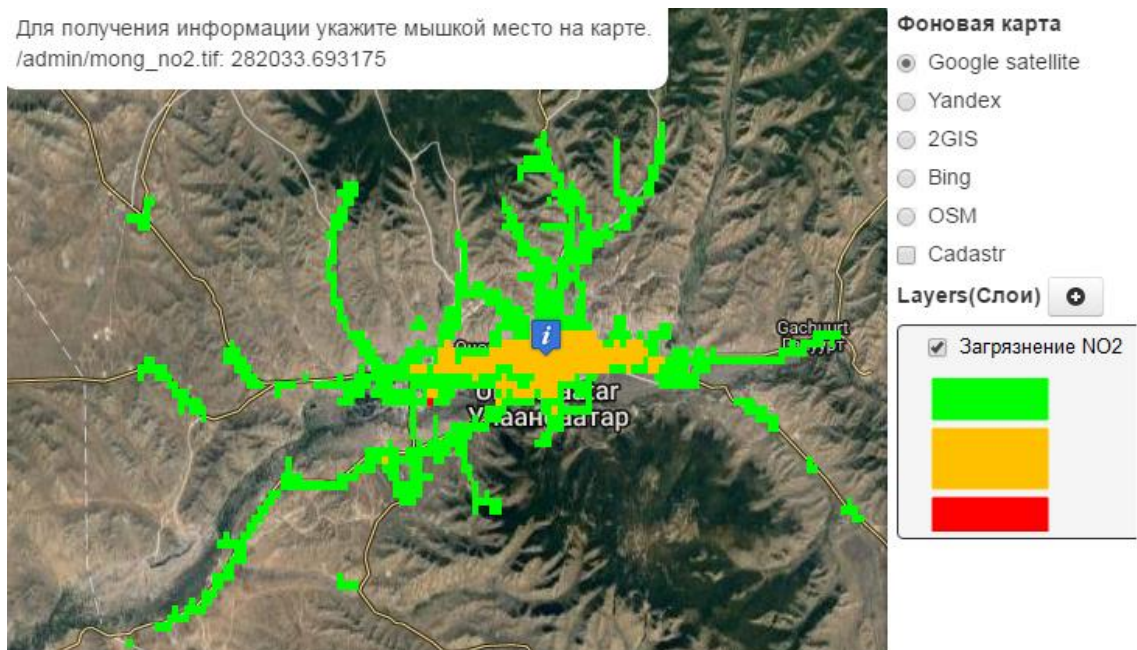 Для получения информации укажите мышкой место на карте.
/admin/mong_no2.tif: 282033.693175
Фоновая карта
Google satellite
Yandex
2GIS
Bing
OSM
Cadastr
Layers(Слои)
Загрязнение NO2
Gachuurt